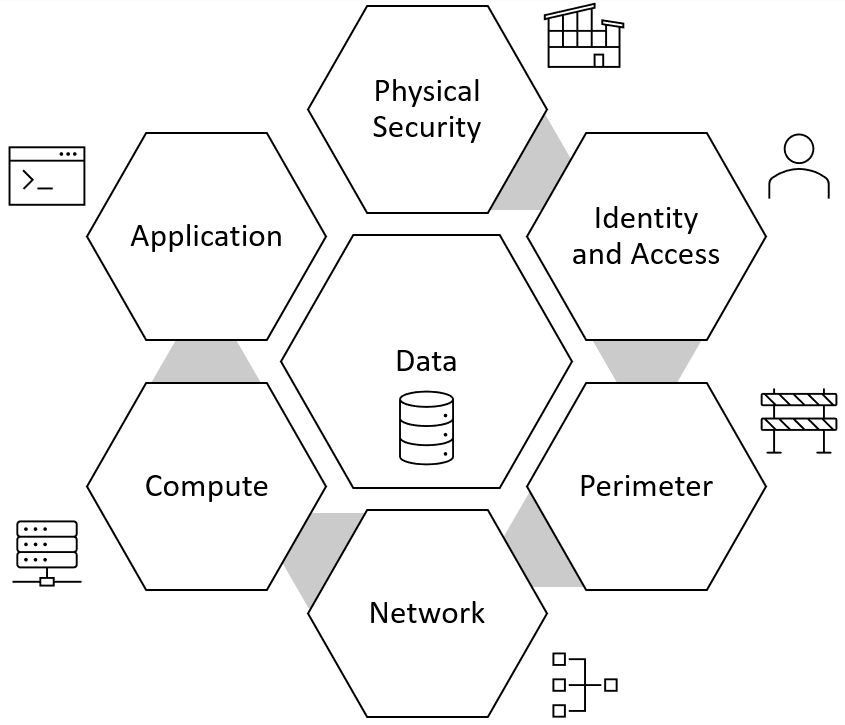 Physical
Security
Application
Identity
and Access
Data
Compute
Perimeter
Network